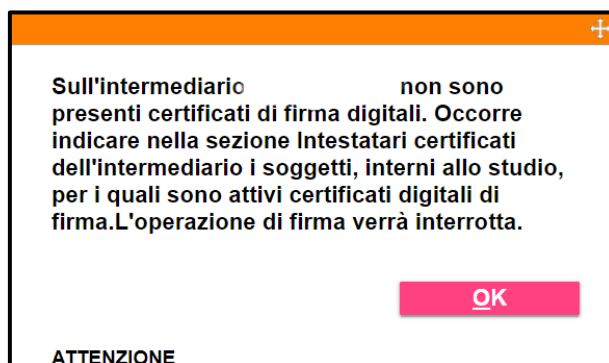 Sull'intermediario non sono
presenti certificati di firma digitali. Occorre
indicare nella sezione Intestatari certificati
dell'intermediario i soggetti, interni allo studio,
per i quali sono attivi certificati digitali di
firma.L'operazione di firma verrà interrotta.
OK
ATTENZIONE